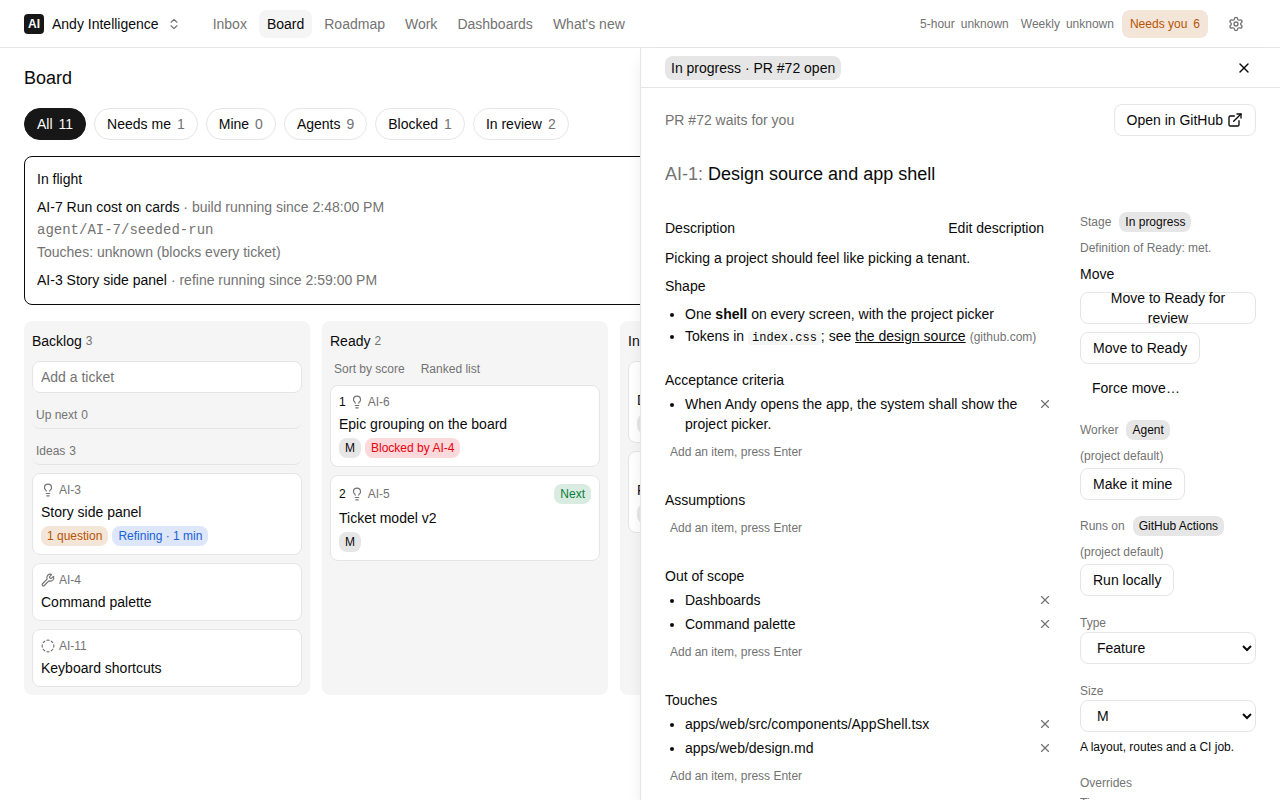 AI Andy Intelligence Inbox Board Roadmap Work Dashboards What's new 5-hour unknown Weekly unknown Needs you 6
Board
All 11 Needs me 1 Mine 0 Agents 9 Blocked 1 In review 2
In flight
AI-7 Run cost on cards · build running since 2:48:00 PM
agent/AI-7/seeded-run
Touches: unknown (blocks every ticket)
AI-3 Story side panel · refine running since 2:59:00 PM
Backlog 3
Add a ticket
Up next 0
Ideas 3
AI-3
Story side panel
1 question Refining · 1 min
AI-4
Command palette
AI-11
Keyboard shortcuts
Ready 2
Sort by score Ranked list
1 AI-6
Epic grouping on the board
M Blocked by AI-4
2 AI-5 Next
Ticket model v2
M
In progress · PR #72 open
PR #72 waits for you Open in GitHub
AI-1: Design source and app shell
Description Edit description
Picking a project should feel like picking a tenant.
Shape
• One shell on every screen, with the project picker
• Tokens in index.css; see the design source (github.com)
Acceptance criteria
• When Andy opens the app, the system shall show the
project picker.
Add an item, press Enter
Assumptions
Add an item, press Enter
Out of scope
• Dashboards
• Command palette
Add an item, press Enter
Touches
• apps/web/src/components/AppShell.tsx
• apps/web/design.md
Add an item, press Enter
Stage In progress
Definition of Ready: met.
Move
Move to Ready for
review
Move to Ready
Force move…
Worker Agent
(project default)
Make it mine
Runs on GitHub Actions
(project default)
Run locally
Type
Feature
Size
M
A layout, routes and a CI job.
Overrides